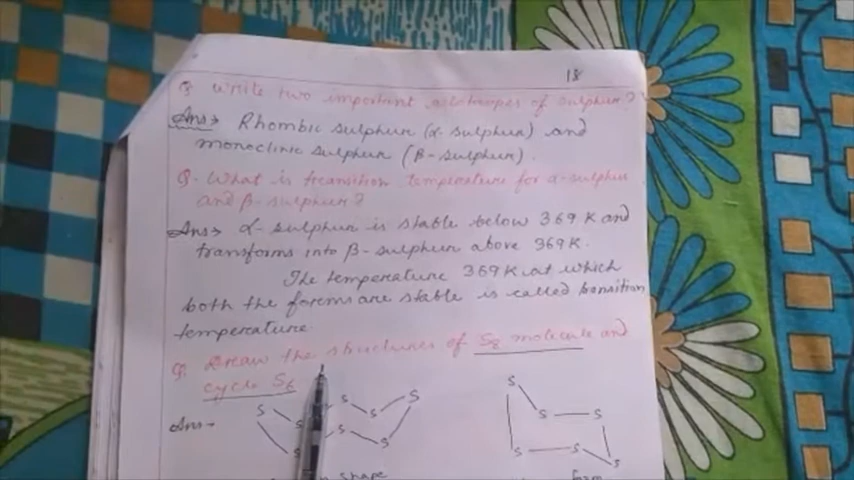 18
Q Write two important allotropes of sulphur?
Ans→ Rhombic sulphur (α-sulphur) and
monoclinic sulphur (β-sulphur).
Q. What is transition temperature for α-sulphur
and β-sulphur?
Ans→ α-sulphur is stable below 369 K and
transforms into β-sulphur above 369 K.
The temperature 369 K at which
both the forms are stable is called transition
temperature
Q Draw the structures of S8 molecule and
cyclo S6
Ans→
S S S S S S S S
S S S S S S
shape
form